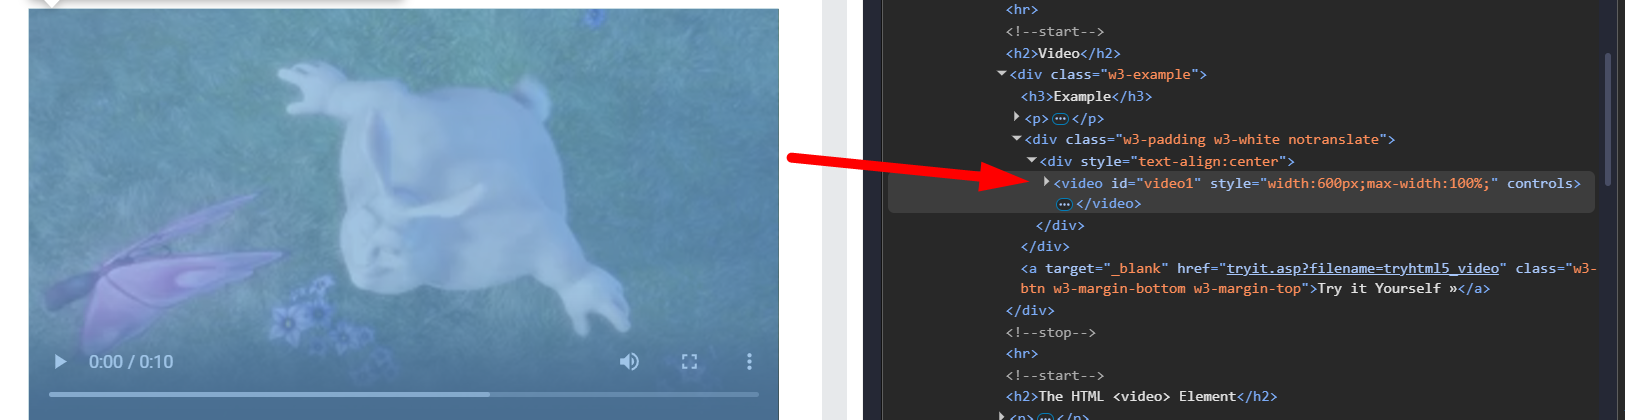 0:00 / 0:10
<hr>
<!--start-->
<h2>Video</h2>
<div class="w3-example">
<h3>Example</h3>
<p>…</p>
<div class="w3-padding w3-white notranslate">
<div style="text-align:center">
<video id="video1" style="width:600px;max-width:100%;" controls>
…</video>
</div>
</div>
<a target="_blank" href="tryit.asp?filename=tryhtml5_video" class="w3-
btn w3-margin-bottom w3-margin-top">Try it Yourself »</a>
</div>
<!--stop-->
<hr>
<!--start-->
<h2>The HTML <video> Element</h2>
<p>…</p>